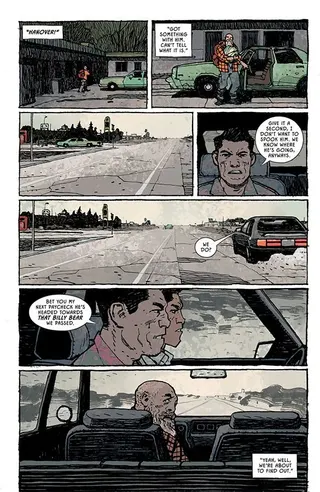 "HANOVER!"
"GOT
SOMETHING
WITH HIM.
CAN'T TELL
WHAT IT IS."
GIVE IT A
SECOND, I
DON'T WANT TO
SPOOK HIM. WE
KNOW WHERE
HE'S GOING,
ANYWAYS.
WE
DO?
BET YOU MY
NEXT PAYCHECK HE'S
HEADED TOWARDS
THAT BILLY BEAR
WE PASSED.
"YEAH, WELL,
WE'RE ABOUT TO
FIND OUT."